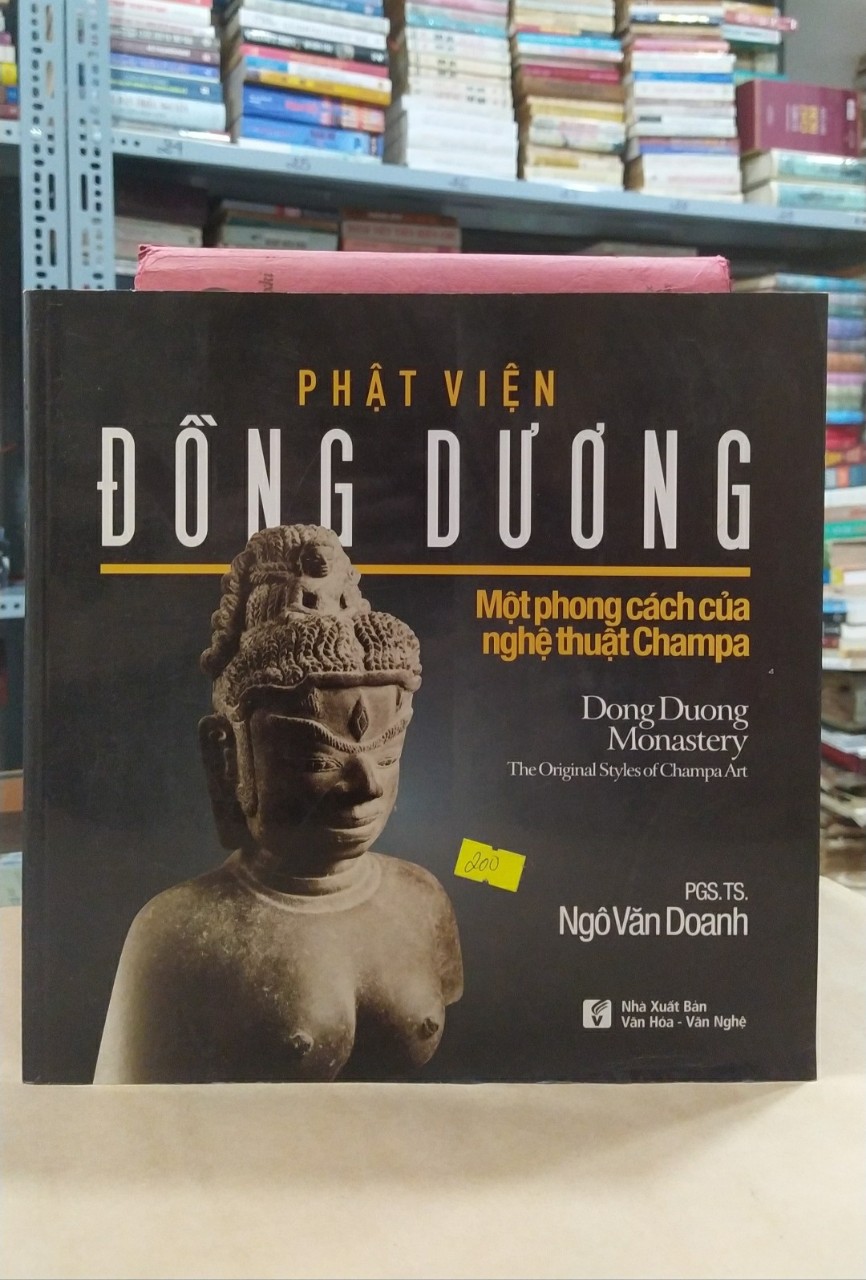 PHẬT VIỆN
ĐỒNG DƯƠNG
Một phong cách của
nghệ thuật Champa
Dong Duong
Monastery
The Original Styles of Champa Art
200
PGS.TS.
Ngô Văn Doanh
Nhà Xuất Bản
Văn Hóa - Văn Nghệ